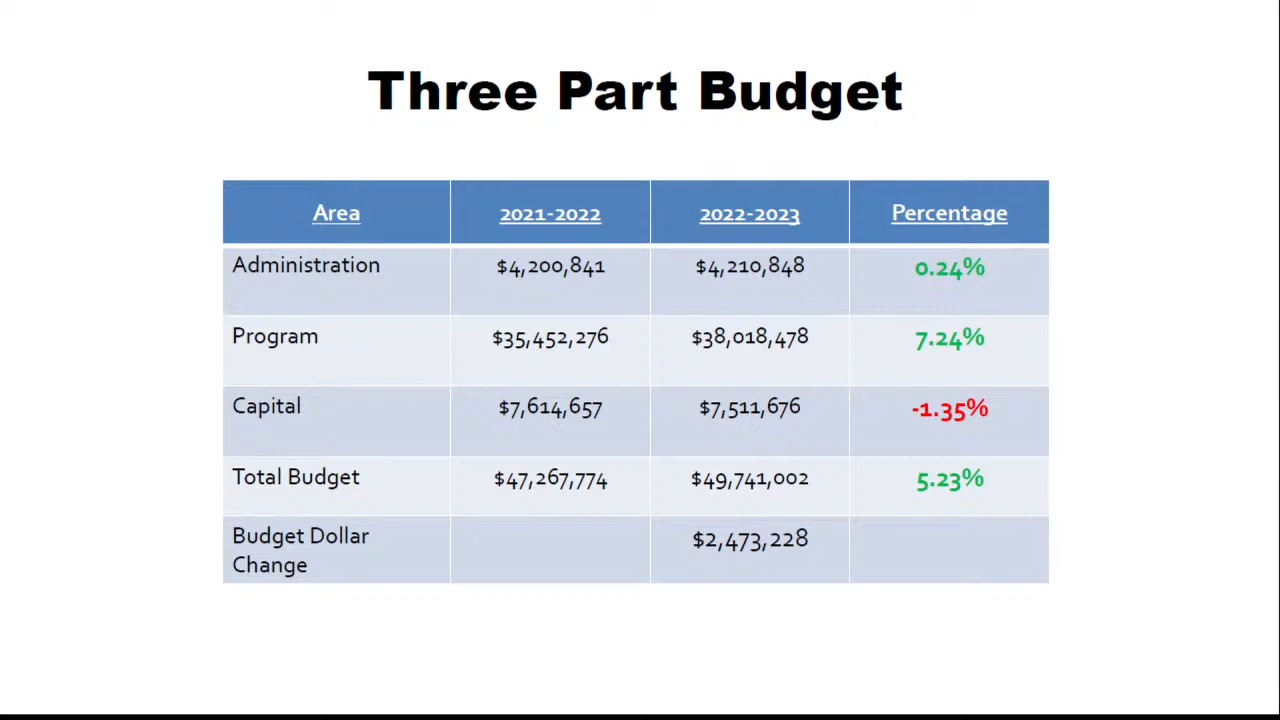 Three Part Budget
Area 2021-2022 2022-2023 Percentage
Administration $4,200,841 $4,210,848 0.24%
Program $35,452,276 $38,018,478 7.24%
Capital $7,614,657 $7,511,676 -1.35%
Total Budget $47,267,774 $49,741,002 5.23%
Budget Dollar $2,473,228
Change